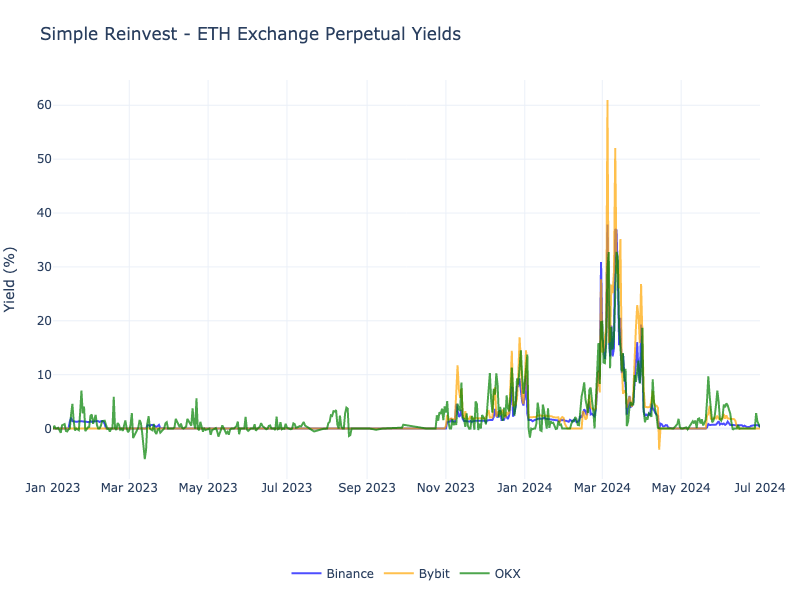 Simple Reinvest - ETH Exchange Perpetual Yields
Yield (%)
60
50
40
30
20
10
0
Jan 2023 Mar 2023 May 2023 Jul 2023 Sep 2023 Nov 2023 Jan 2024 Mar 2024 May 2024 Jul 2024
Binance Bybit OKX